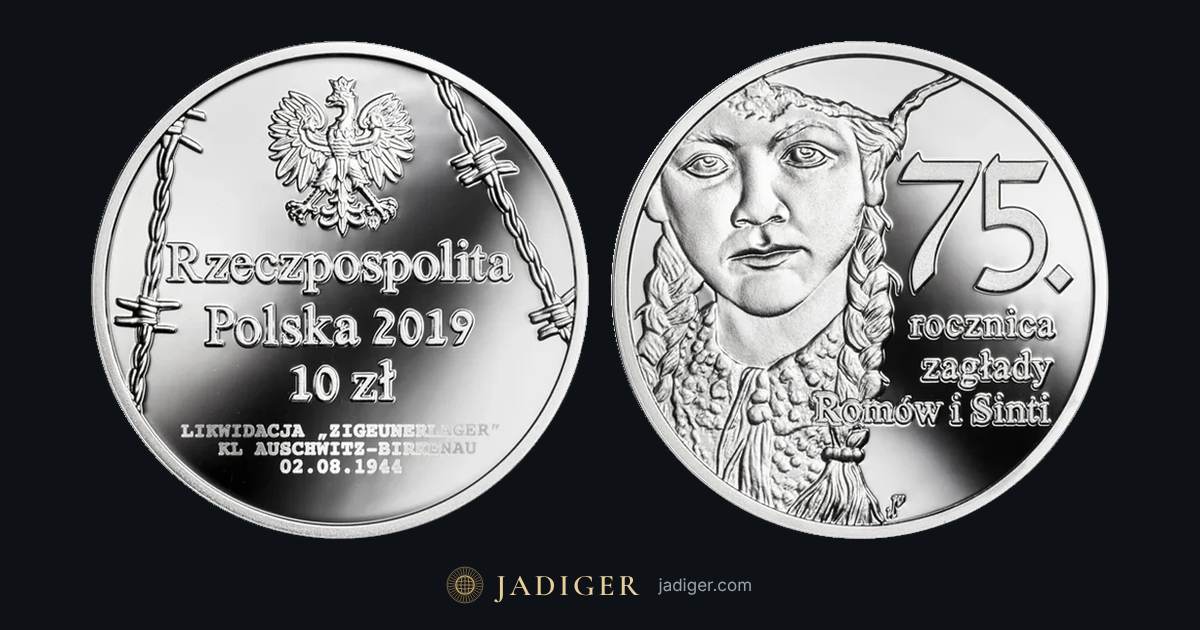 Rzeczpospolita
Polska 2019
10 zł
LIKWIDACJA „ZIGEUNERLAGER”
KL AUSCHWITZ-BIRKENAU
02.08.1944
75.
rocznica
zagłady
Romów i Sinti
JADIGER
jadiger.com